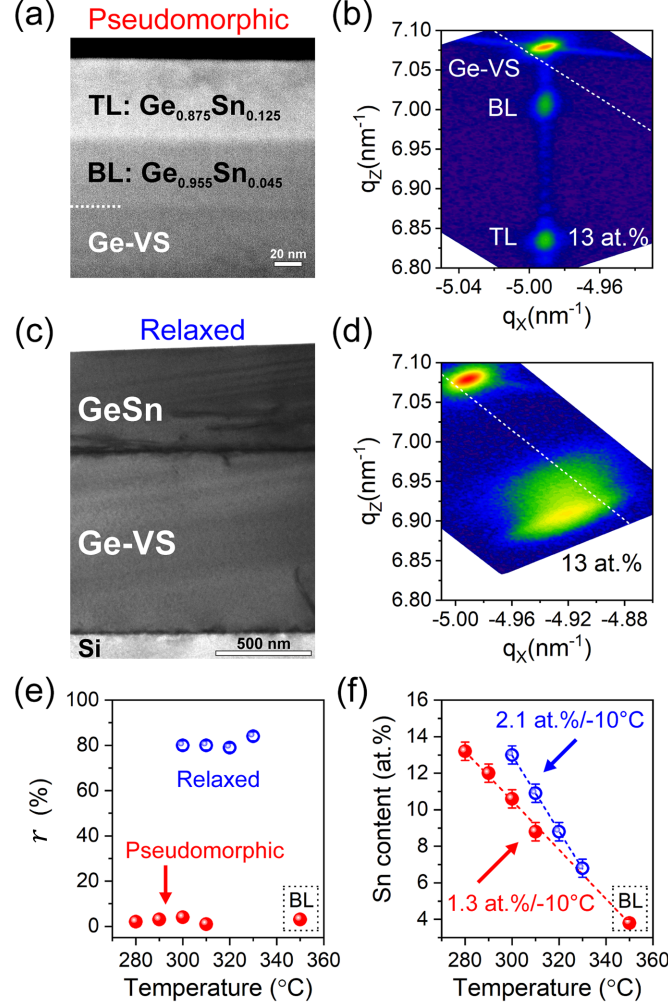 (a) Pseudomorphic
TL: Ge0.875Sn0.125
BL: Ge0.955Sn0.045
Ge-VS
20 nm
(b)
7.10
7.05
7.00
6.95
6.90
6.85
6.80
qZ(nm-1)
Ge-VS
BL
TL
13 at.%
-5.04 -5.00 -4.96
qX(nm-1)
(c) Relaxed
GeSn
Ge-VS
Si
500 nm
(d)
7.10
7.05
7.00
6.95
6.90
6.85
6.80
qZ(nm-1)
13 at.%
-5.00 -4.96 -4.92 -4.88
qX(nm-1)
(e)
100
80
60
40
20
0
r (%)
Relaxed
Pseudomorphic
BL
280 300 320 340 360
Temperature (°C)
(f)
16
14
12
10
8
6
4
Sn content (at.%)
2.1 at.%/-10°C
1.3 at.%/-10°C
BL
280 300 320 340 360
Temperature (°C)